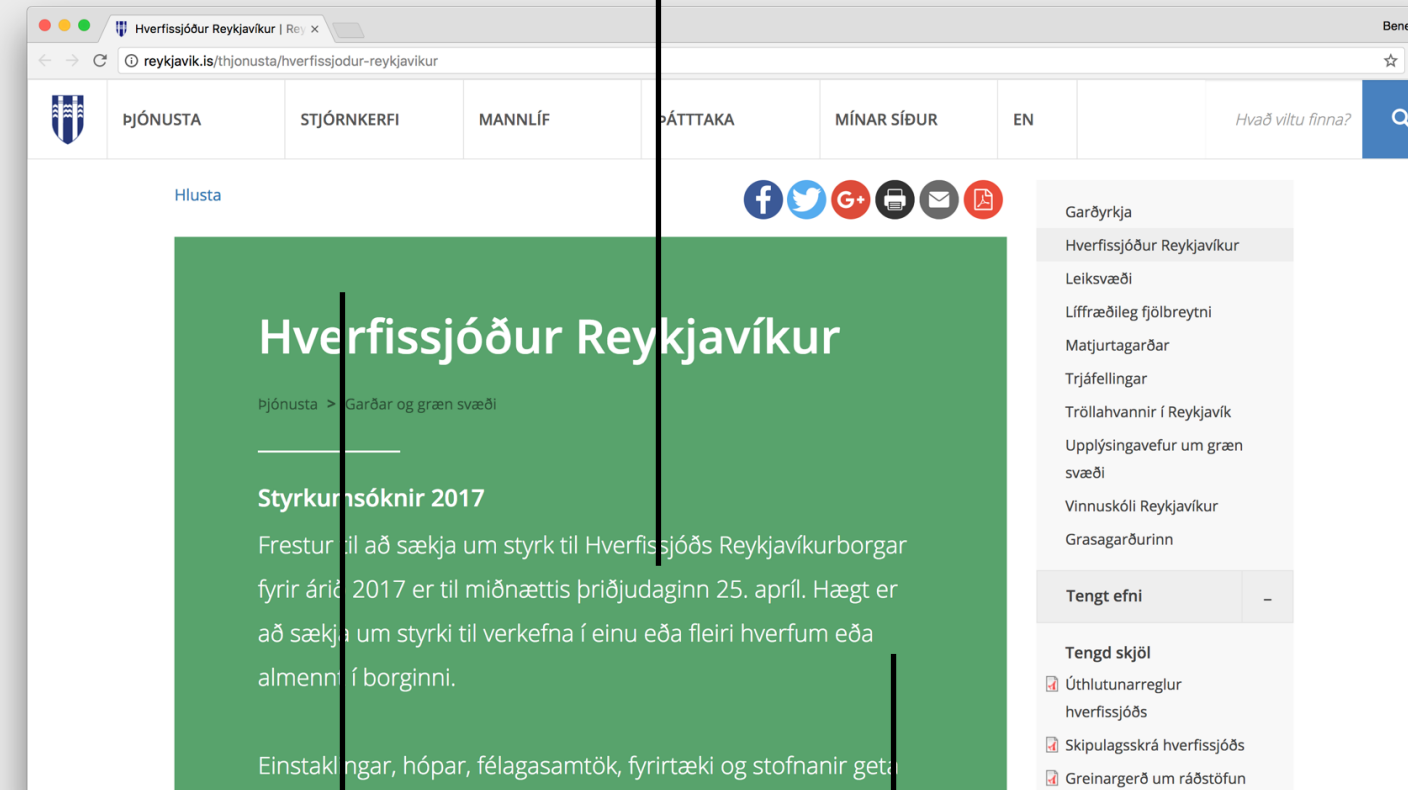 Hverfissjóður Reykjavíkur | Rey
Bene
reykjavik.is/thjonusta/hverfissjodur-reykjavikur
ÞJÓNUSTA STJÓRNKERFI MANNLÍF ÞÁTTTAKA MÍNAR SÍÐUR EN Hvað viltu finna?
Hlusta
Hverfissjóður Reykjavíkur
Þjónusta > Garðar og græn svæði
Styrkumsóknir 2017
Frestur til að sækja um styrk til Hverfissjóðs Reykjavíkurborgar
fyrir árið 2017 er til miðnættis þriðjudaginn 25. apríl. Hægt er
að sækja um styrki til verkefna í einu eða fleiri hverfum eða
almennt í borginni.
Einstaklingar, hópar, félagasamtök, fyrirtæki og stofnanir geta
Garðyrkja
Hverfissjóður Reykjavíkur
Leiksvæði
Líffræðileg fjölbreytni
Matjurtagarðar
Trjáfellingar
Tröllahvannir í Reykjavík
Upplýsingavefur um græn
svæði
Vinnuskóli Reykjavíkur
Grasagarðurinn
Tengt efni –
Tengd skjöl
Úthlutunarreglur
hverfissjóðs
Skipulagsskrá hverfissjóðs
Greinargerð um ráðstöfun